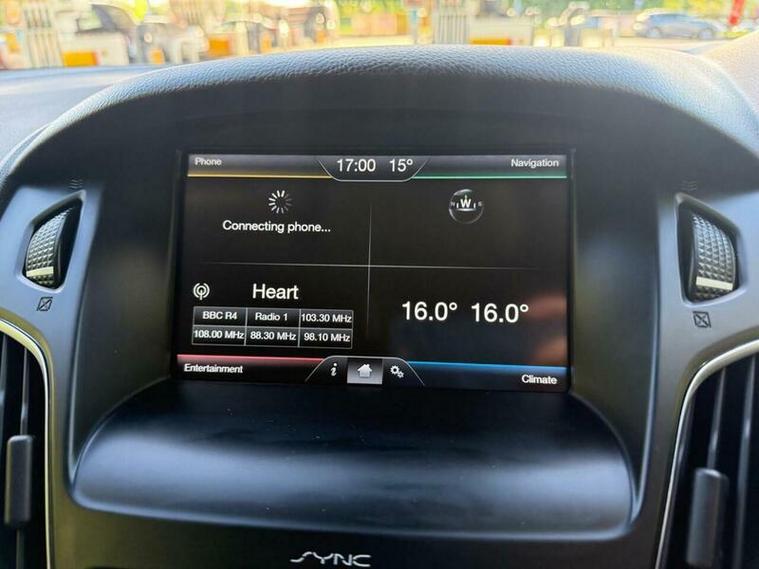 Phone
17:00 15°
Navigation
Connecting phone...
W
Heart
BBC R4 Radio 1 103.30 MHz
108.00 MHz 88.30 MHz 98.10 MHz
16.0° 16.0°
Entertainment
i
Climate
SYNC